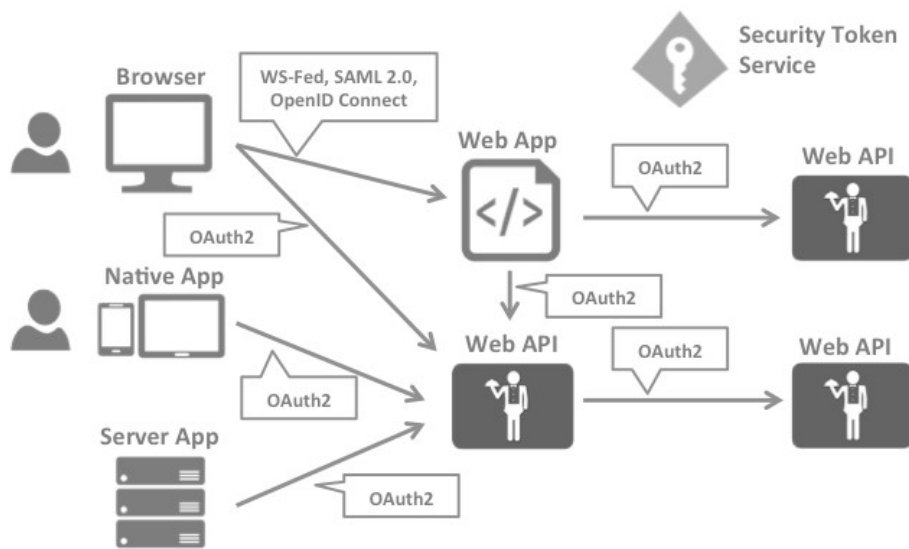 Security Token
Service
Browser
WS-Fed, SAML 2.0,
OpenID Connect
Web App
OAuth2
Web API
OAuth2
Native App
OAuth2
Web API
OAuth2
Web API
OAuth2
Server App
OAuth2